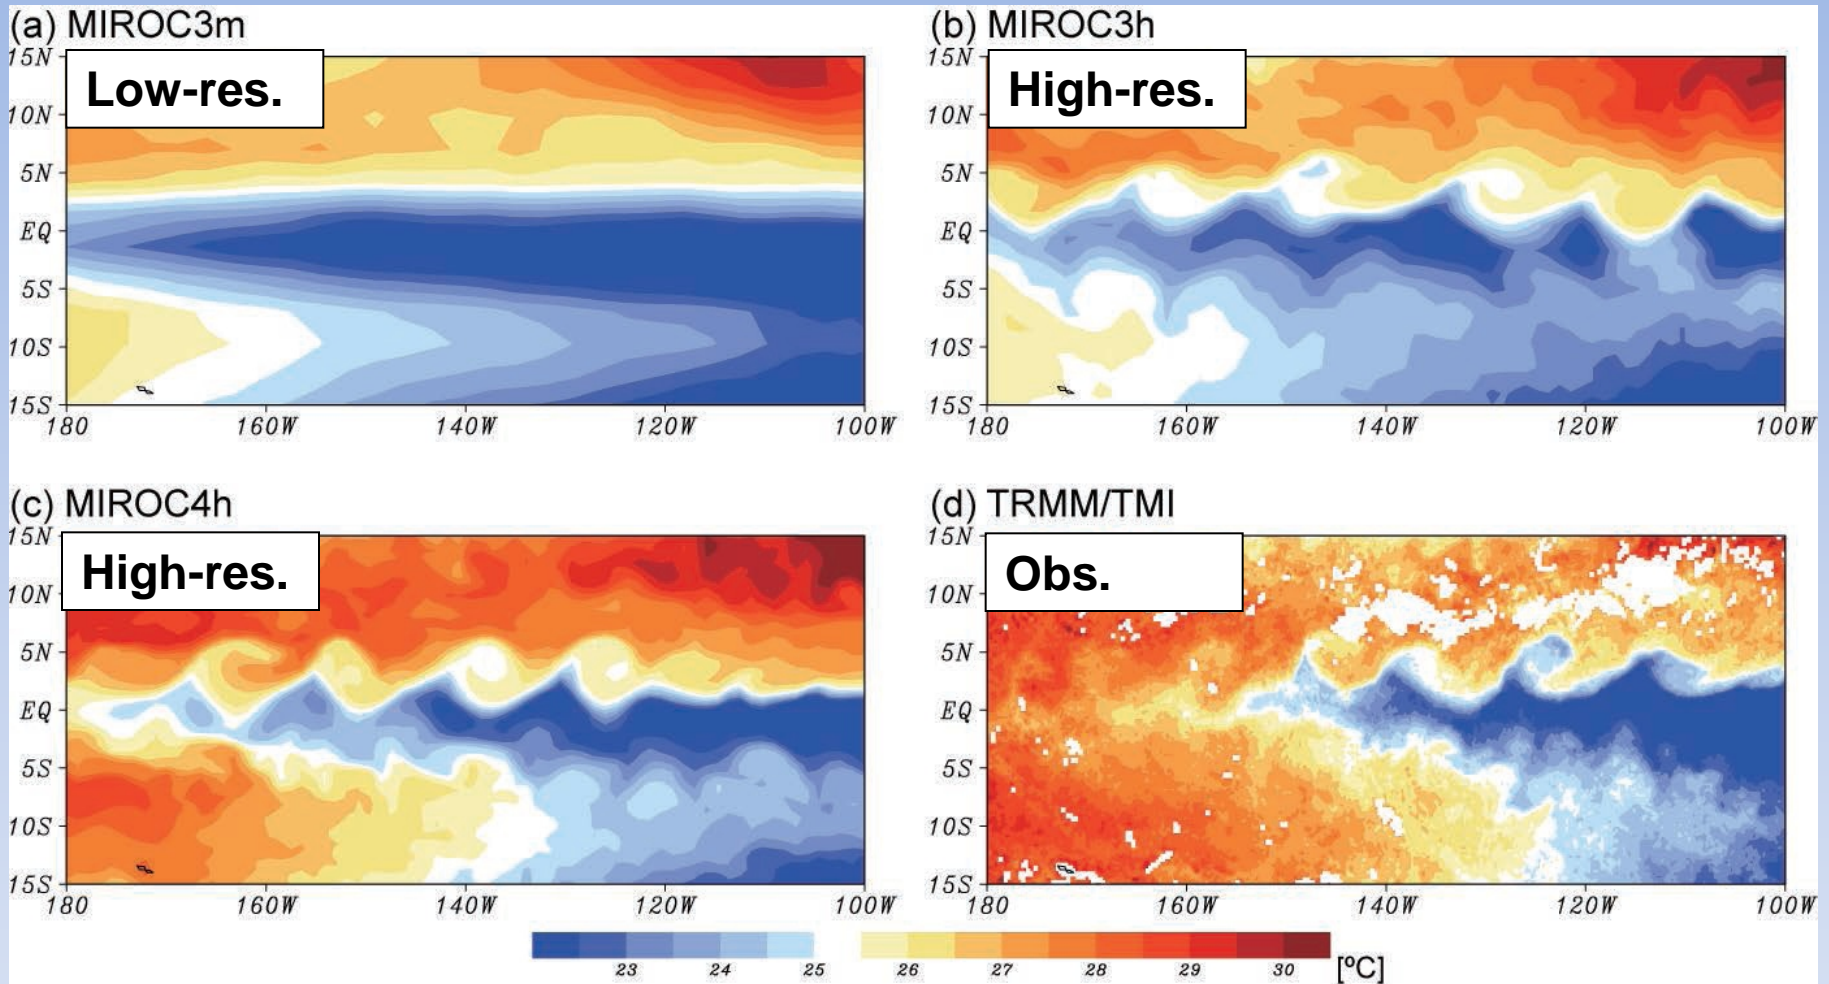 (a) MIROC3m
Low-res.
15N
10N
5N
EQ
5S
10S
15S
180 160W 140W 120W 100W
(b) MIROC3h
High-res.
15N
10N
5N
EQ
5S
10S
15S
180 160W 140W 120W 100W
(c) MIROC4h
High-res.
15N
10N
5N
EQ
5S
10S
15S
180 160W 140W 120W 100W
(d) TRMM/TMI
Obs.
15N
10N
5N
EQ
5S
10S
15S
180 160W 140W 120W 100W
23 24 25 26 27 28 29 30 [ºC]